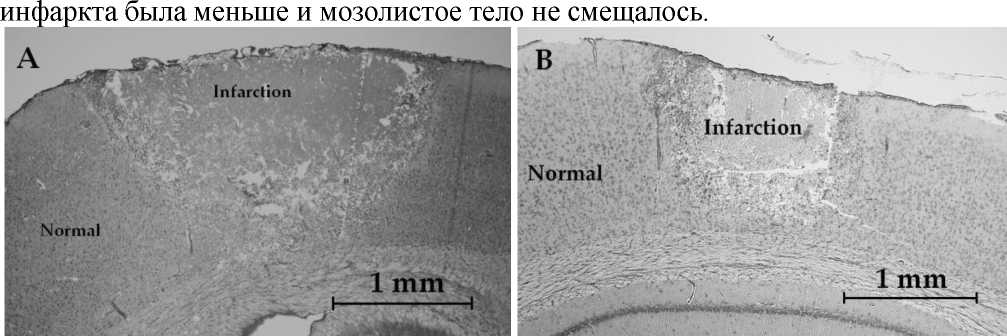 инфаркта была меньше и мозолистое тело не смещалось.
A
Infarction
Normal
1 mm
B
Infarction
Normal
1 mm